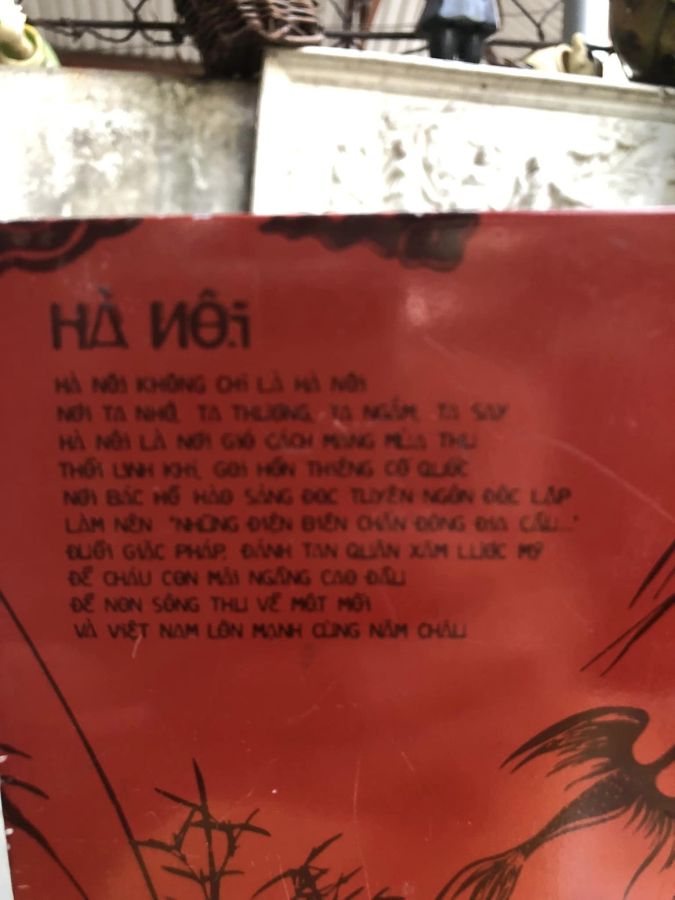 HÀ NỘI
HÀ NỘI KHÔNG CHỈ LÀ HÀ NỘI
NƠI TA NHỚ, TA THƯƠNG, TA NGẮM, TA SAY
HÀ NỘI LÀ NƠI GIÓ CÁCH MẠNG MÙA THU
THỔI LINH KHÍ, GỌI HỒN THIÊNG CỐ QUỐC
NƠI BÁC HỒ HÀO SẢNG ĐỌC TUYÊN NGÔN ĐỘC LẬP
LÀM NÊN "NHỮNG ĐIỆN BIÊN CHẤN ĐỘNG ĐỊA CẦU..."
ĐUỔI GIẶC PHÁP, ĐÁNH TAN QUÂN XÂM LƯỢC MỸ
ĐỂ CHÁU CON MÃI NGẨNG CAO ĐẦU
ĐỂ NON SÔNG THU VỀ MỘT MỐI
VÀ VIỆT NAM LỚN MẠNH CÙNG NĂM CHÂU